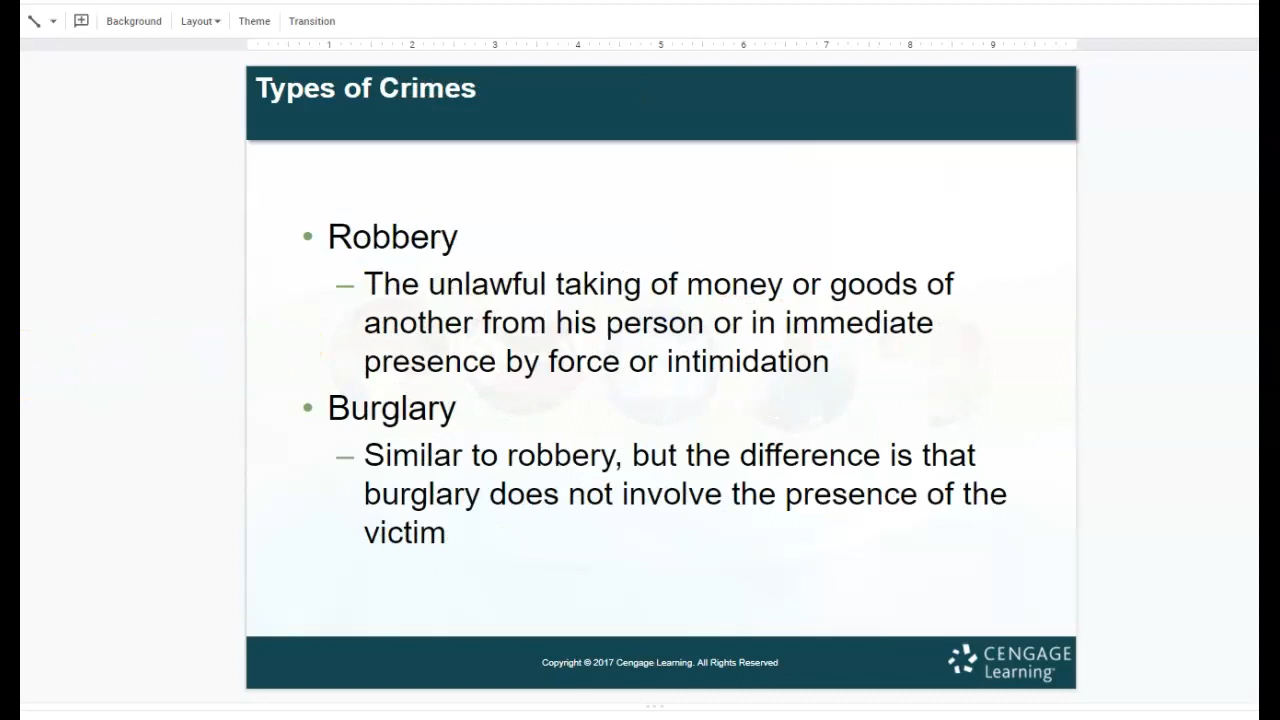 Background Layout Theme Transition
1 2 3 4 5 6 7 8 9
Types of Crimes
• Robbery
– The unlawful taking of money or goods of
another from his person or in immediate
presence by force or intimidation
• Burglary
– Similar to robbery, but the difference is that
burglary does not involve the presence of the
victim
Copyright © 2017 Cengage Learning. All Rights Reserved
CENGAGE
Learning™